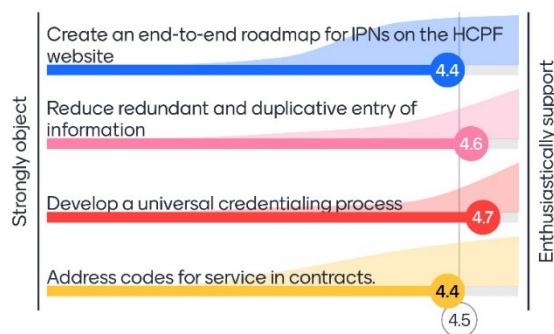 Strongly object
Create an end-to-end roadmap for IPNs on the HCPF
website
4.4
Reduce redundant and duplicative entry of
information
4.6
Develop a universal credentialing process
4.7
Address codes for service in contracts.
4.4
4.5
Enthusiastically support